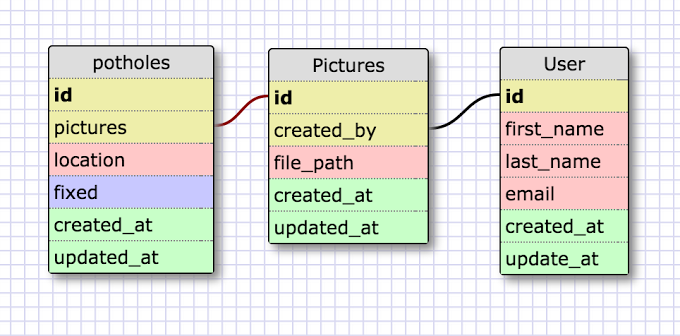 potholes
id
pictures
location
fixed
created_at
updated_at
Pictures
id
created_by
file_path
created_at
updated_at
User
id
first_name
last_name
email
created_at
update_at